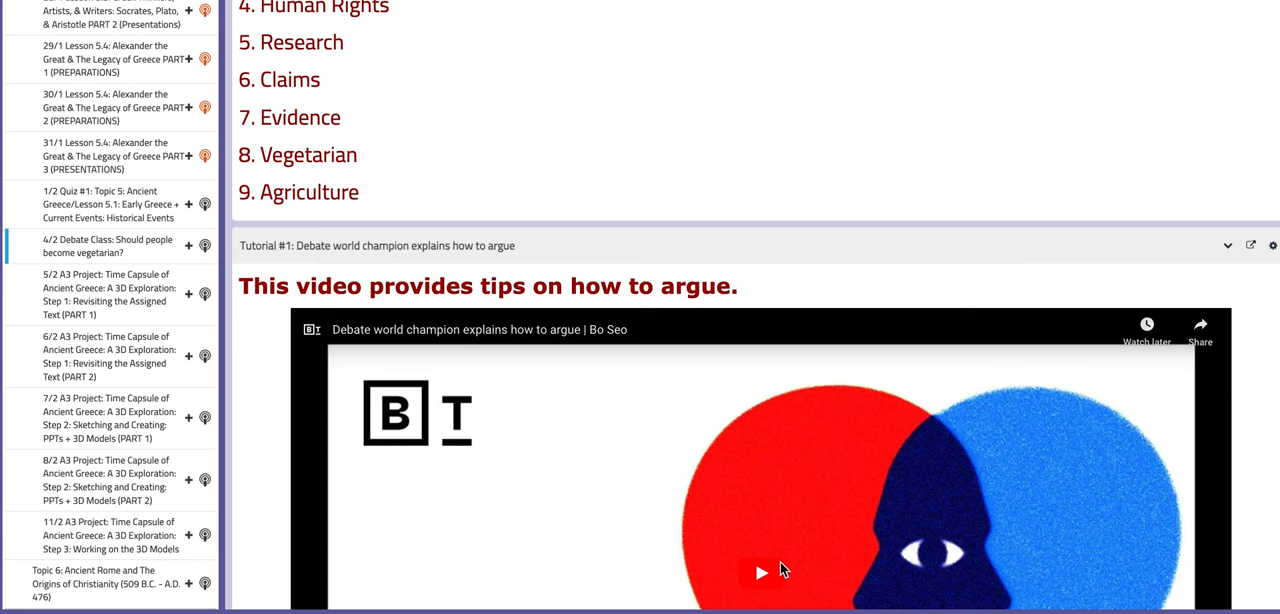 Artists, & Writers: Socrates, Plato,
& Aristotle PART 2 (Presentations)
29/1 Lesson 5.4: Alexander the
Great & The Legacy of Greece PART
1 (PREPARATIONS)
30/1 Lesson 5.4: Alexander the
Great & The Legacy of Greece PART
2 (PREPARATIONS)
31/1 Lesson 5.4: Alexander the
Great & The Legacy of Greece PART
3 (PRESENTATIONS)
1/2 Quiz #1: Topic 5: Ancient
Greece/Lesson 5.1: Early Greece +
Current Events: Historical Events
4/2 Debate Class: Should people
become vegetarian?
5/2 A3 Project: Time Capsule of
Ancient Greece: A 3D Exploration:
Step 1: Revisiting the Assigned
Text (PART 1)
6/2 A3 Project: Time Capsule of
Ancient Greece: A 3D Exploration:
Step 1: Revisiting the Assigned
Text (PART 2)
7/2 A3 Project: Time Capsule of
Ancient Greece: A 3D Exploration:
Step 2: Sketching and Creating:
PPTs + 3D Models (PART 1)
8/2 A3 Project: Time Capsule of
Ancient Greece: A 3D Exploration:
Step 2: Sketching and Creating:
PPTs + 3D Models (PART 2)
11/2 A3 Project: Time Capsule of
Ancient Greece: A 3D Exploration:
Step 3: Working on the 3D Models
Topic 6: Ancient Rome and The
Origins of Christianity (509 B.C. - A.D.
476)
4. Human Rights
5. Research
6. Claims
7. Evidence
8. Vegetarian
9. Agriculture
Tutorial #1: Debate world champion explains how to argue
This video provides tips on how to argue.
BT Debate world champion explains how to argue | Bo Seo
Watch later
Share
B T